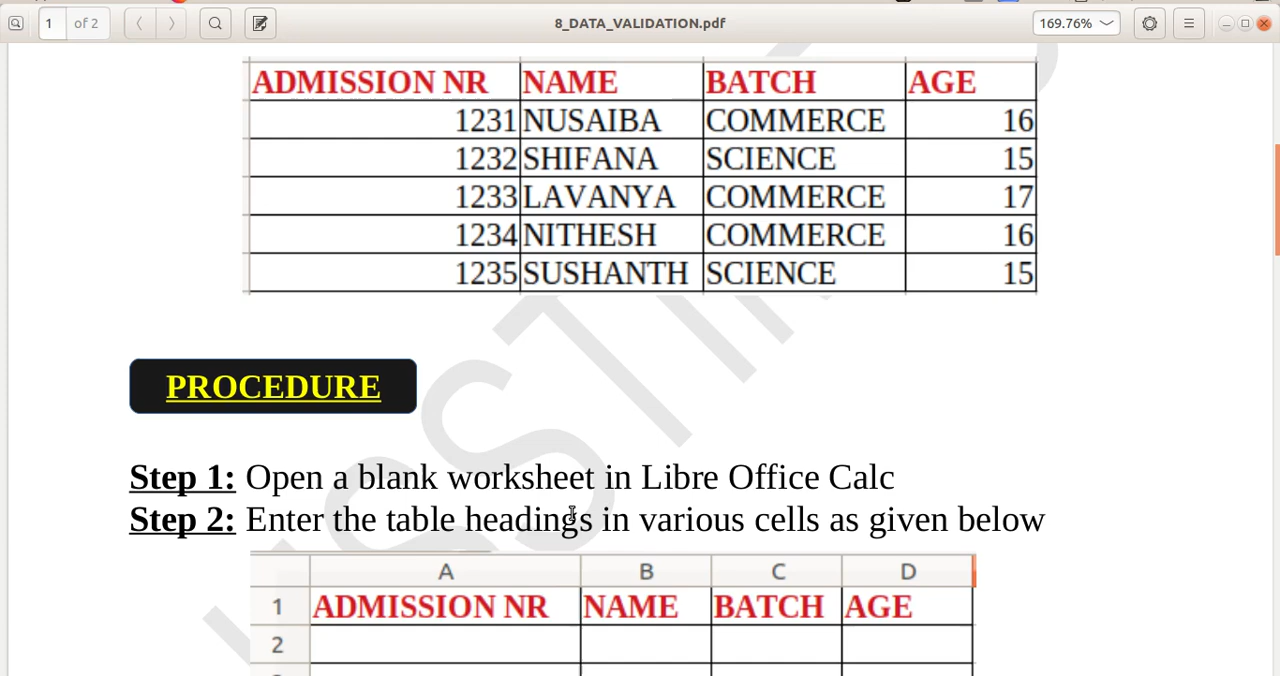 1 of 2 8_DATA_VALIDATION.pdf 169.76%
ADMISSION NR NAME BATCH AGE
1231 NUSAIBA COMMERCE 16
1232 SHIFANA SCIENCE 15
1233 LAVANYA COMMERCE 17
1234 NITHESH COMMERCE 16
1235 SUSHANTH SCIENCE 15
PROCEDURE
Step 1: Open a blank worksheet in Libre Office Calc
Step 2: Enter the table headings in various cells as given below
A B C D
1 ADMISSION NR NAME BATCH AGE
2